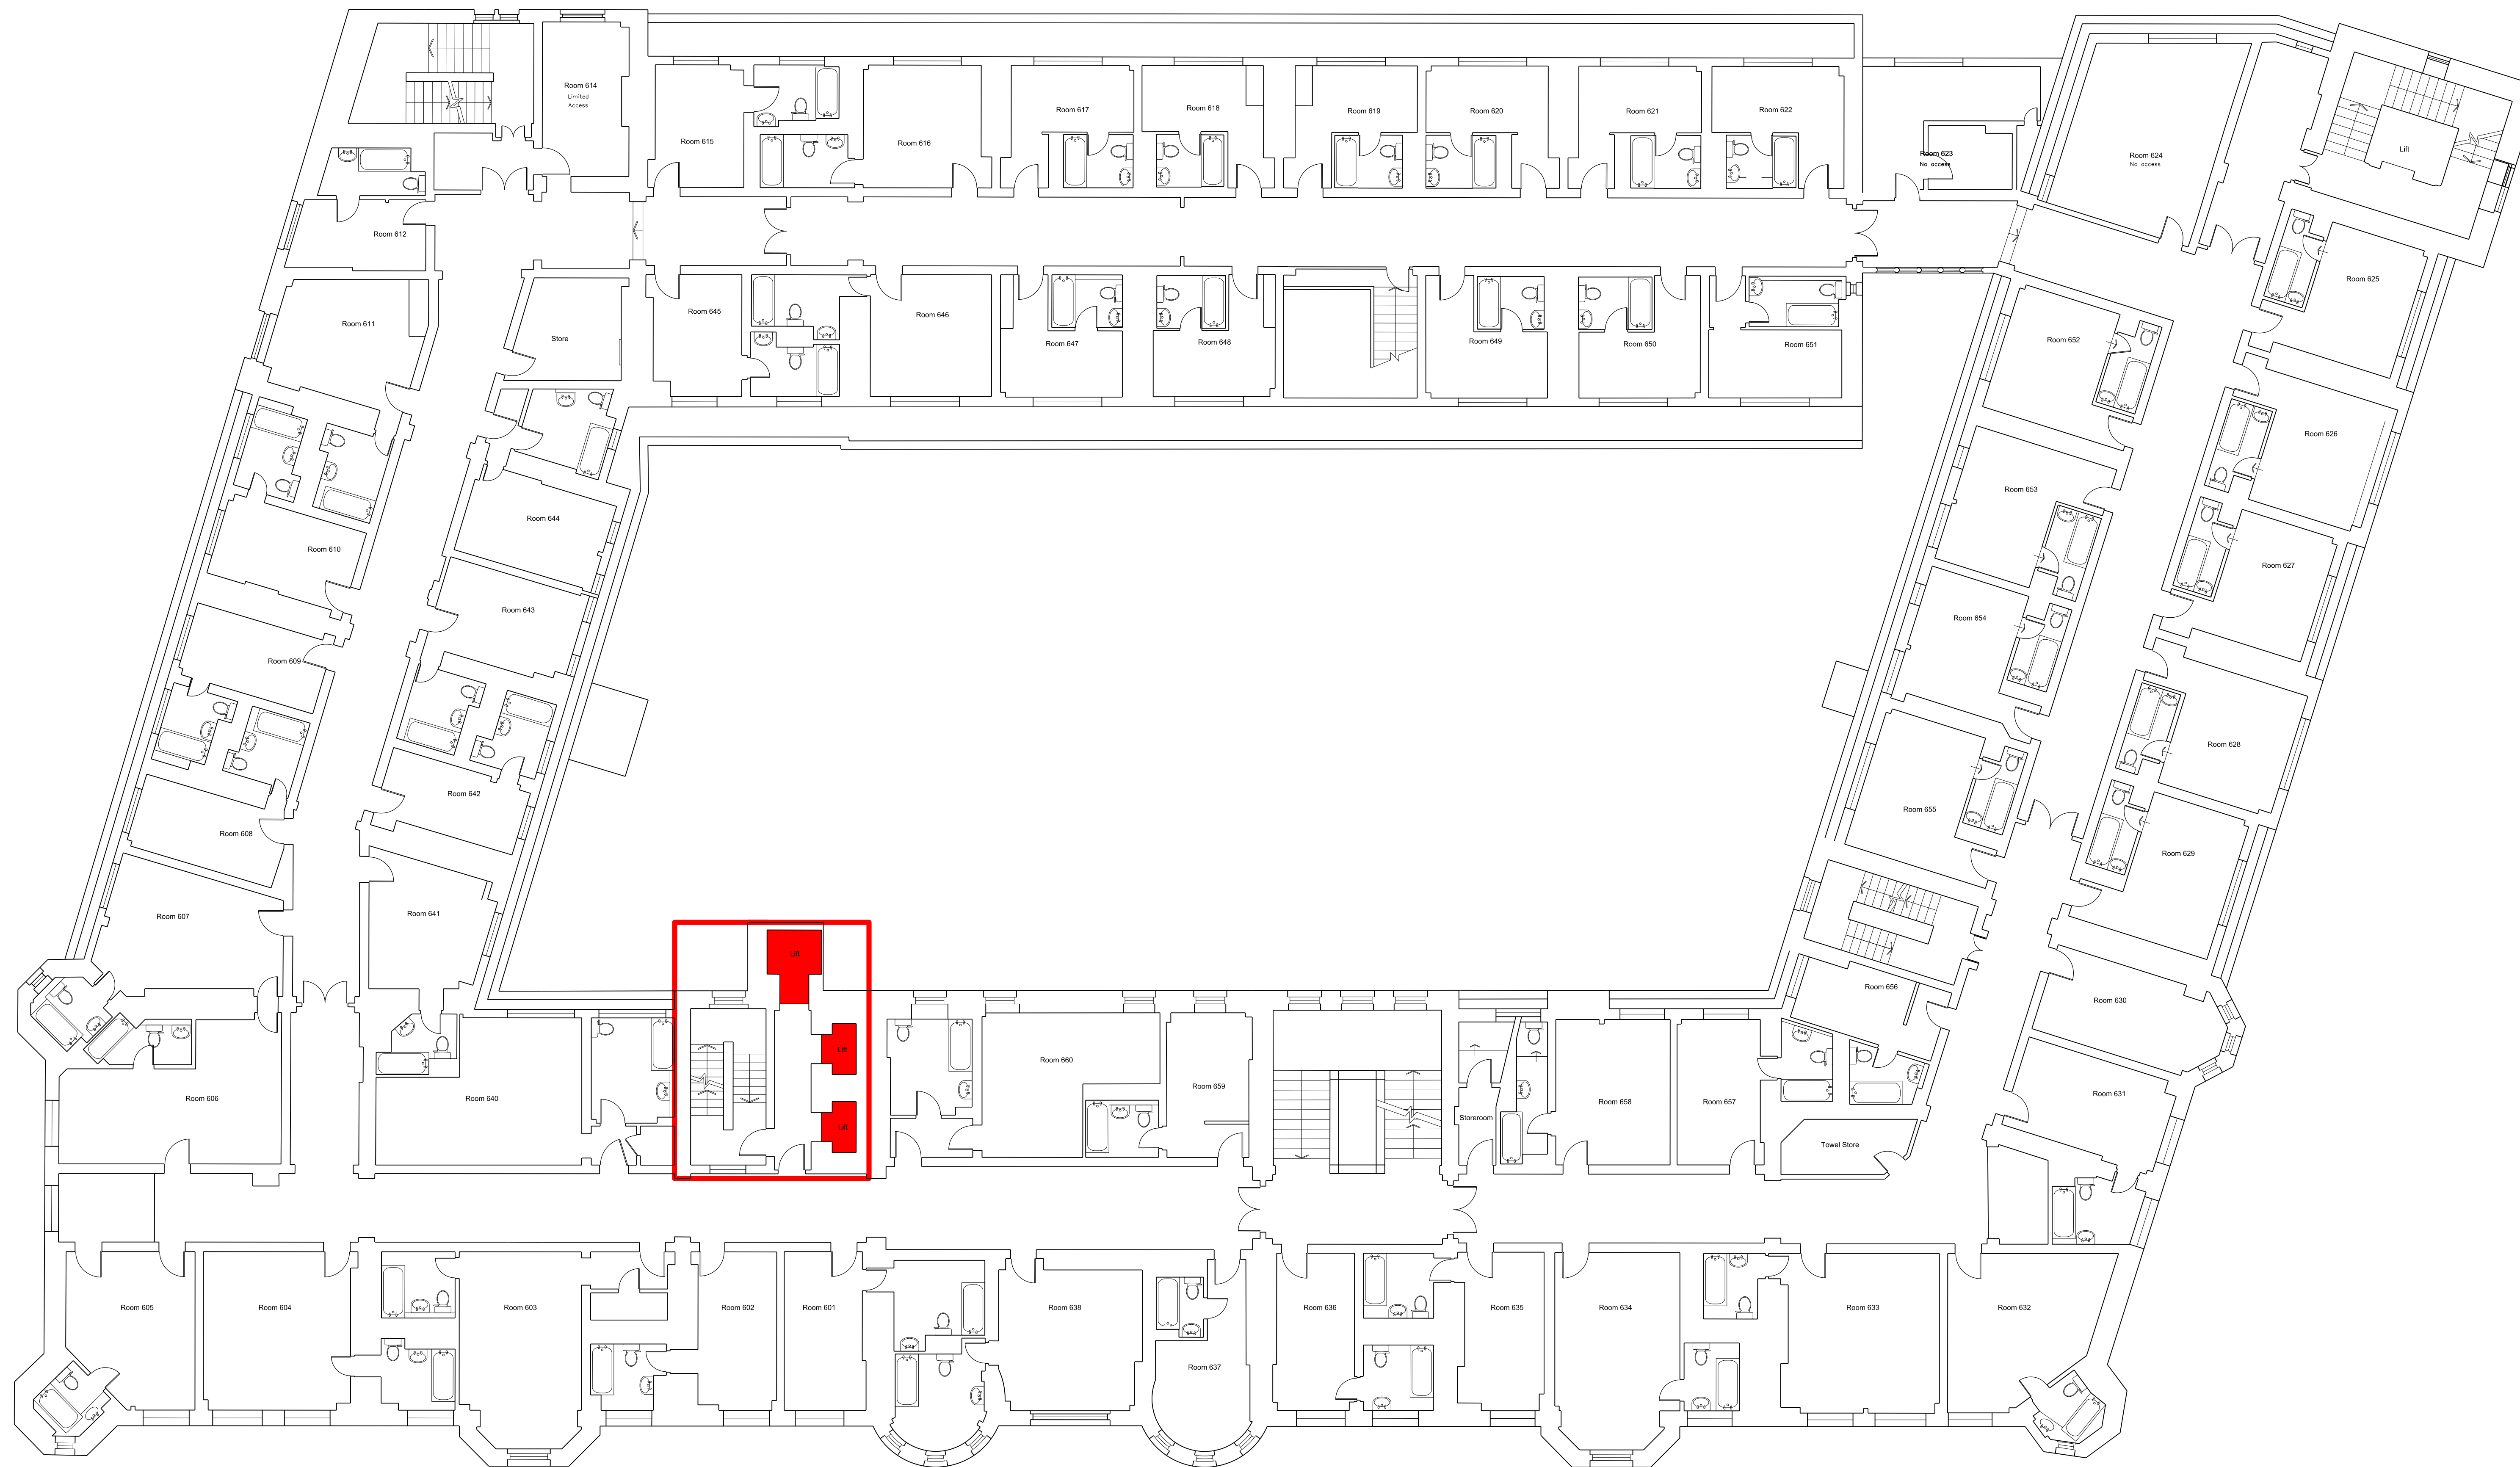 Room 614
Limited
Access
Room 615
Room 616
Room 617
Room 618
Room 619
Room 620
Room 621
Room 622
Room 623
No access
Room 624
No access
Lift
Room 612
Room 625
Room 611
Store
Room 645
Room 646
Room 647
Room 648
Room 649
Room 650
Room 651
Room 652
Room 626
Room 653
Room 644
Room 610
Room 627
Room 643
Room 654
Room 609
Room 628
Room 642
Room 655
Room 608
Room 629
Room 641
Room 607
Lift
Room 656
Room 630
Lift
Room 660
Room 659
Room 606
Room 640
Room 658
Room 657
Room 631
Lift
Storeroom
Towel Store
Room 605
Room 604
Room 603
Room 602
Room 601
Room 638
Room 636
Room 635
Room 634
Room 633
Room 632
Room 637